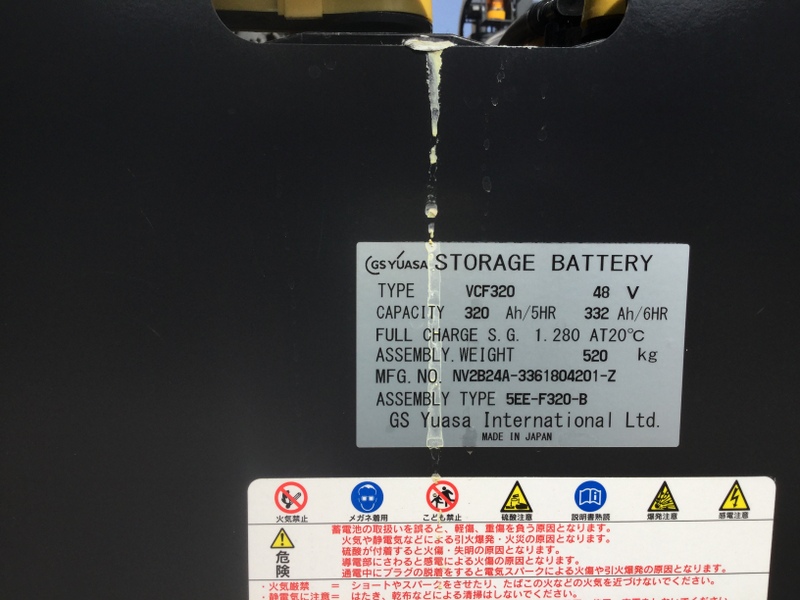 GS YUASA STORAGE BATTERY
TYPE VCF320 48 V
CAPACITY 320 Ah/5HR 332 Ah/6HR
FULL CHARGE S.G. 1.280 AT20℃
ASSEMBLY.WEIGHT 520 kg
MFG.NO. NV2B24A-3361804201-Z
ASSEMBLY TYPE 5EE-F320-B
GS Yuasa International Ltd.
MADE IN JAPAN
火気禁止 メガネ着用 こども禁止 硫酸注意 説明書熟読 爆発注意 感電注意
危険
蓄電池の取扱いを誤ると、軽傷、重傷を負う原因となります。
火気や静電気などによる引火爆発・火災の原因となります。
硫酸が付着すると火傷・失明の原因となります。
導電部にさわると感電による火傷の原因となります。
通電中にプラグの脱着をすると電気スパークによる火傷や引火爆発の原因となります。
・火気厳禁 = ショートやスパークをさせたり、たばこの火などの火気を近づけないでください。
・静電気に注意= はたき、乾布などによる清掃はしないでください。